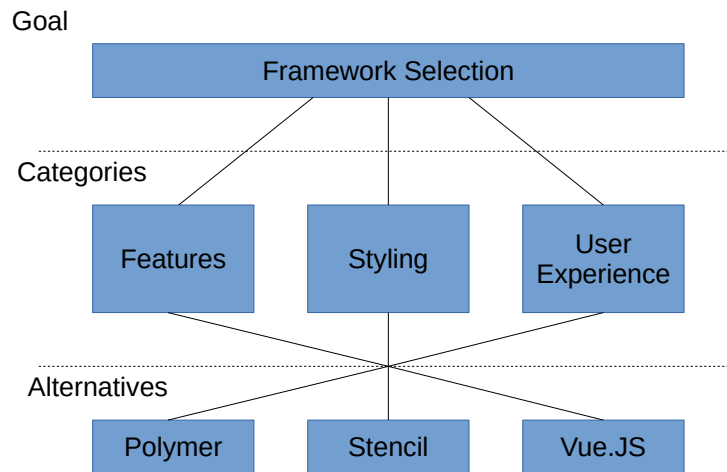 Goal
Framework Selection
Categories
Features
Styling
User
Experience
Alternatives
Polymer
Stencil
Vue.JS